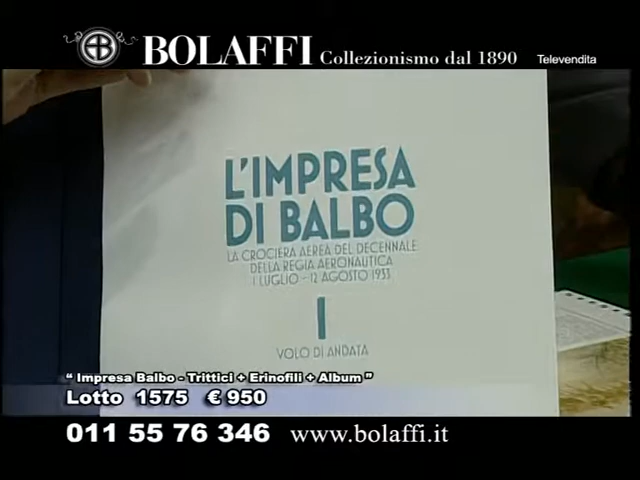 B
BOLAFFI Collezionismo dal 1890 Televendita
L'IMPRESA
DI BALBO
LA CROCIERA AEREA DEL DECENNALE
DELLA REGIA AERONAUTICA
1 LUGLIO - 12 AGOSTO 1933
I
VOLO DI ANDATA
“ Impresa Balbo - Trittici + Erinofili + Album ”
Lotto 1575 € 950
011 55 76 346 www.bolaffi.it